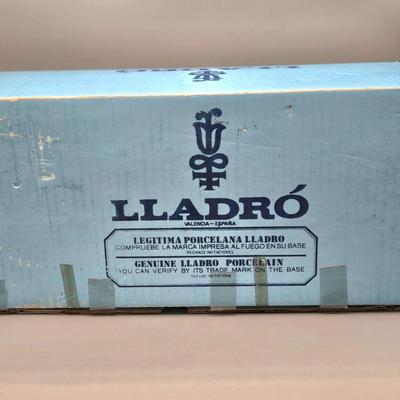 LLADRÓ
LLADRÓ
VALENCIA-ESPAÑA
LEGITIMA PORCELANA LLADRO
COMPRUEBE LA MARCA IMPRESA AL FUEGO EN SU BASE
RECHACE IMITACIONES
GENUINE LLADRO PORCELAIN
YOU CAN VERIFY BY ITS TRADE MARK ON THE BASE
REFUSE IMITATIONS